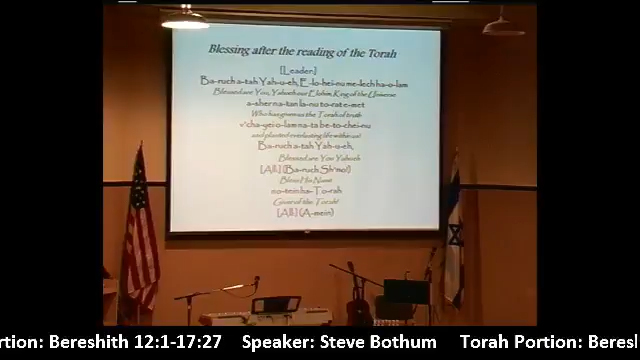 Blessing after the reading of the Torah
[Leader:]
Ba-ruch a-tah Yah-u-eh, E-lo-hei-nu me-lech ha-o-lam
Blessed are You, Yahueh our Elohim, King of the Universe
a-sher na-tan la-nu to-rat e-met
Who has given us the Torah of truth
v'cha-yei o-lam na-ta be-to-chei-nu
and planted everlasting life within us!
Ba-ruch a-tah Yah-u-eh,
Blessed are You Yahueh
[All:] (Ba-ruch Sh'mo!)
Bless His Name
no-tein ha-To-rah
Giver of the Torah!
[All:] (A-mein)
rtion: Bereshith 12:1-17:27 Speaker: Steve Bothum Torah Portion: Beresl